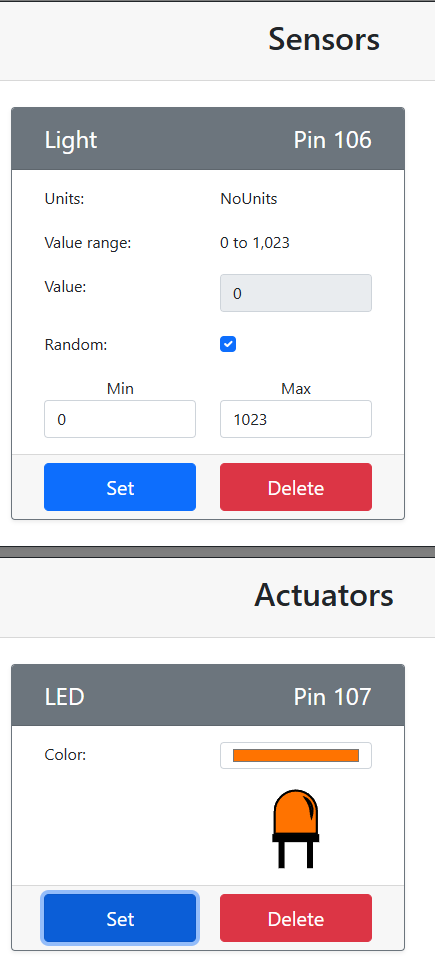 Sensors
Light Pin 106
Units: NoUnits
Value range: 0 to 1,023
Value: 0
Random:
Min Max
0 1023
Set Delete
Actuators
LED Pin 107
Color:
Set Delete